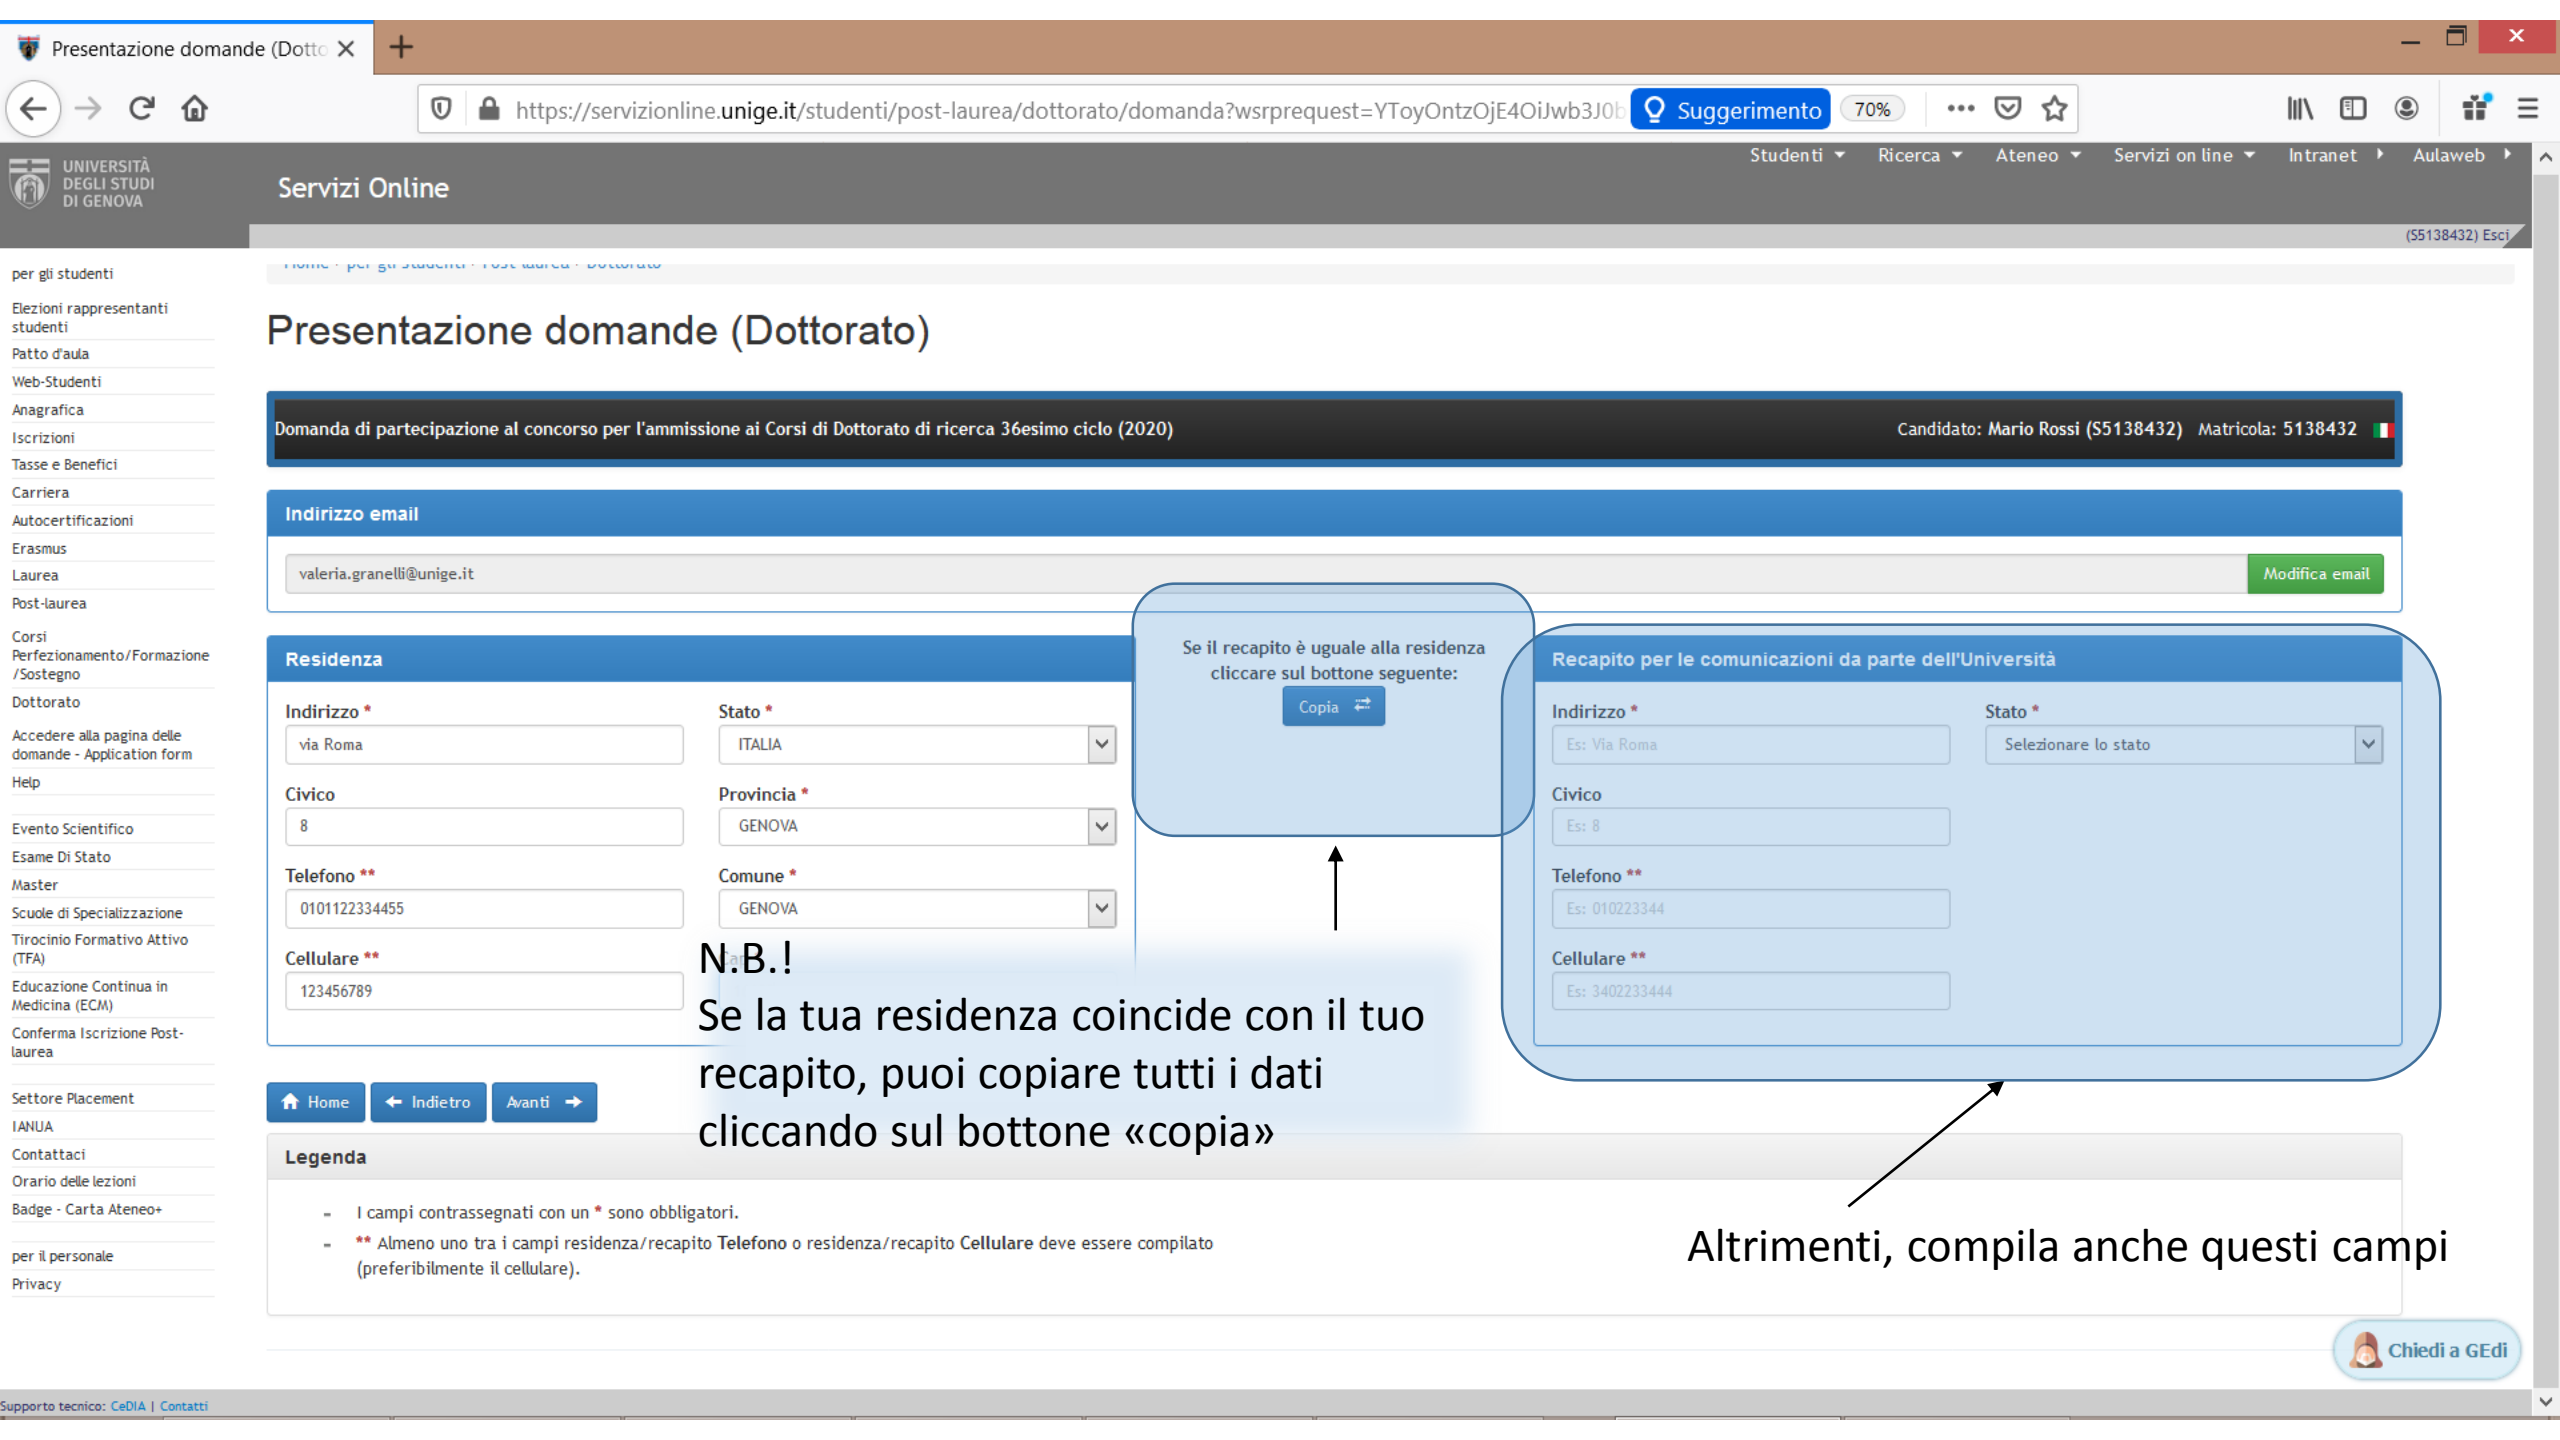 Presentazione domande (Dotto
https://servizionline.unige.it/studenti/post-laurea/dottorato/domanda?wsrprequest=YToyOntzOjE4OiJwb3J0b
Suggerimento
70%
UNIVERSITÀ
DEGLI STUDI
DI GENOVA
Servizi Online
Studenti
Ricerca
Ateneo
Servizi on line
Intranet
Aulaweb
(S5138432) Esci
per gli studenti
Elezioni rappresentanti
studenti
Patto d'aula
Web-Studenti
Anagrafica
Iscrizioni
Tasse e Benefici
Carriera
Autocertificazioni
Erasmus
Laurea
Post-laurea
Corsi
Perfezionamento/Formazione
/Sostegno
Dottorato
Accedere alla pagina delle
domande - Application form
Help
Evento Scientifico
Esame Di Stato
Master
Scuole di Specializzazione
Tirocinio Formativo Attivo
(TFA)
Educazione Continua in
Medicina (ECM)
Conferma Iscrizione Post-
laurea
Settore Placement
IANUA
Contattaci
Orario delle lezioni
Badge - Carta Ateneo+
per il personale
Privacy
Home · per gli studenti · Post-laurea · Dottorato
Presentazione domande (Dottorato)
Domanda di partecipazione al concorso per l'ammissione ai Corsi di Dottorato di ricerca 36esimo ciclo (2020)
Candidato: Mario Rossi (S5138432) Matricola: 5138432
Indirizzo email
valeria.granelli@unige.it
Modifica email
Residenza
Indirizzo *
via Roma
Stato *
ITALIA
Civico
8
Provincia *
GENOVA
Telefono **
0101122334455
Comune *
GENOVA
Cellulare **
123456789
Se il recapito è uguale alla residenza
cliccare sul bottone seguente:
Copia
Recapito per le comunicazioni da parte dell'Università
Indirizzo *
Es: Via Roma
Stato *
Selezionare lo stato
Civico
Es: 8
Telefono **
Es: 010223344
Cellulare **
Es: 3402233444
N.B.!
Se la tua residenza coincide con il tuo
recapito, puoi copiare tutti i dati
cliccando sul bottone «copia»
Home
Indietro
Avanti
Legenda
- I campi contrassegnati con un * sono obbligatori.
- ** Almeno uno tra i campi residenza/recapito Telefono o residenza/recapito Cellulare deve essere compilato
(preferibilmente il cellulare).
Altrimenti, compila anche questi campi
Chiedi a GEdi
Supporto tecnico: CeDIA | Contatti